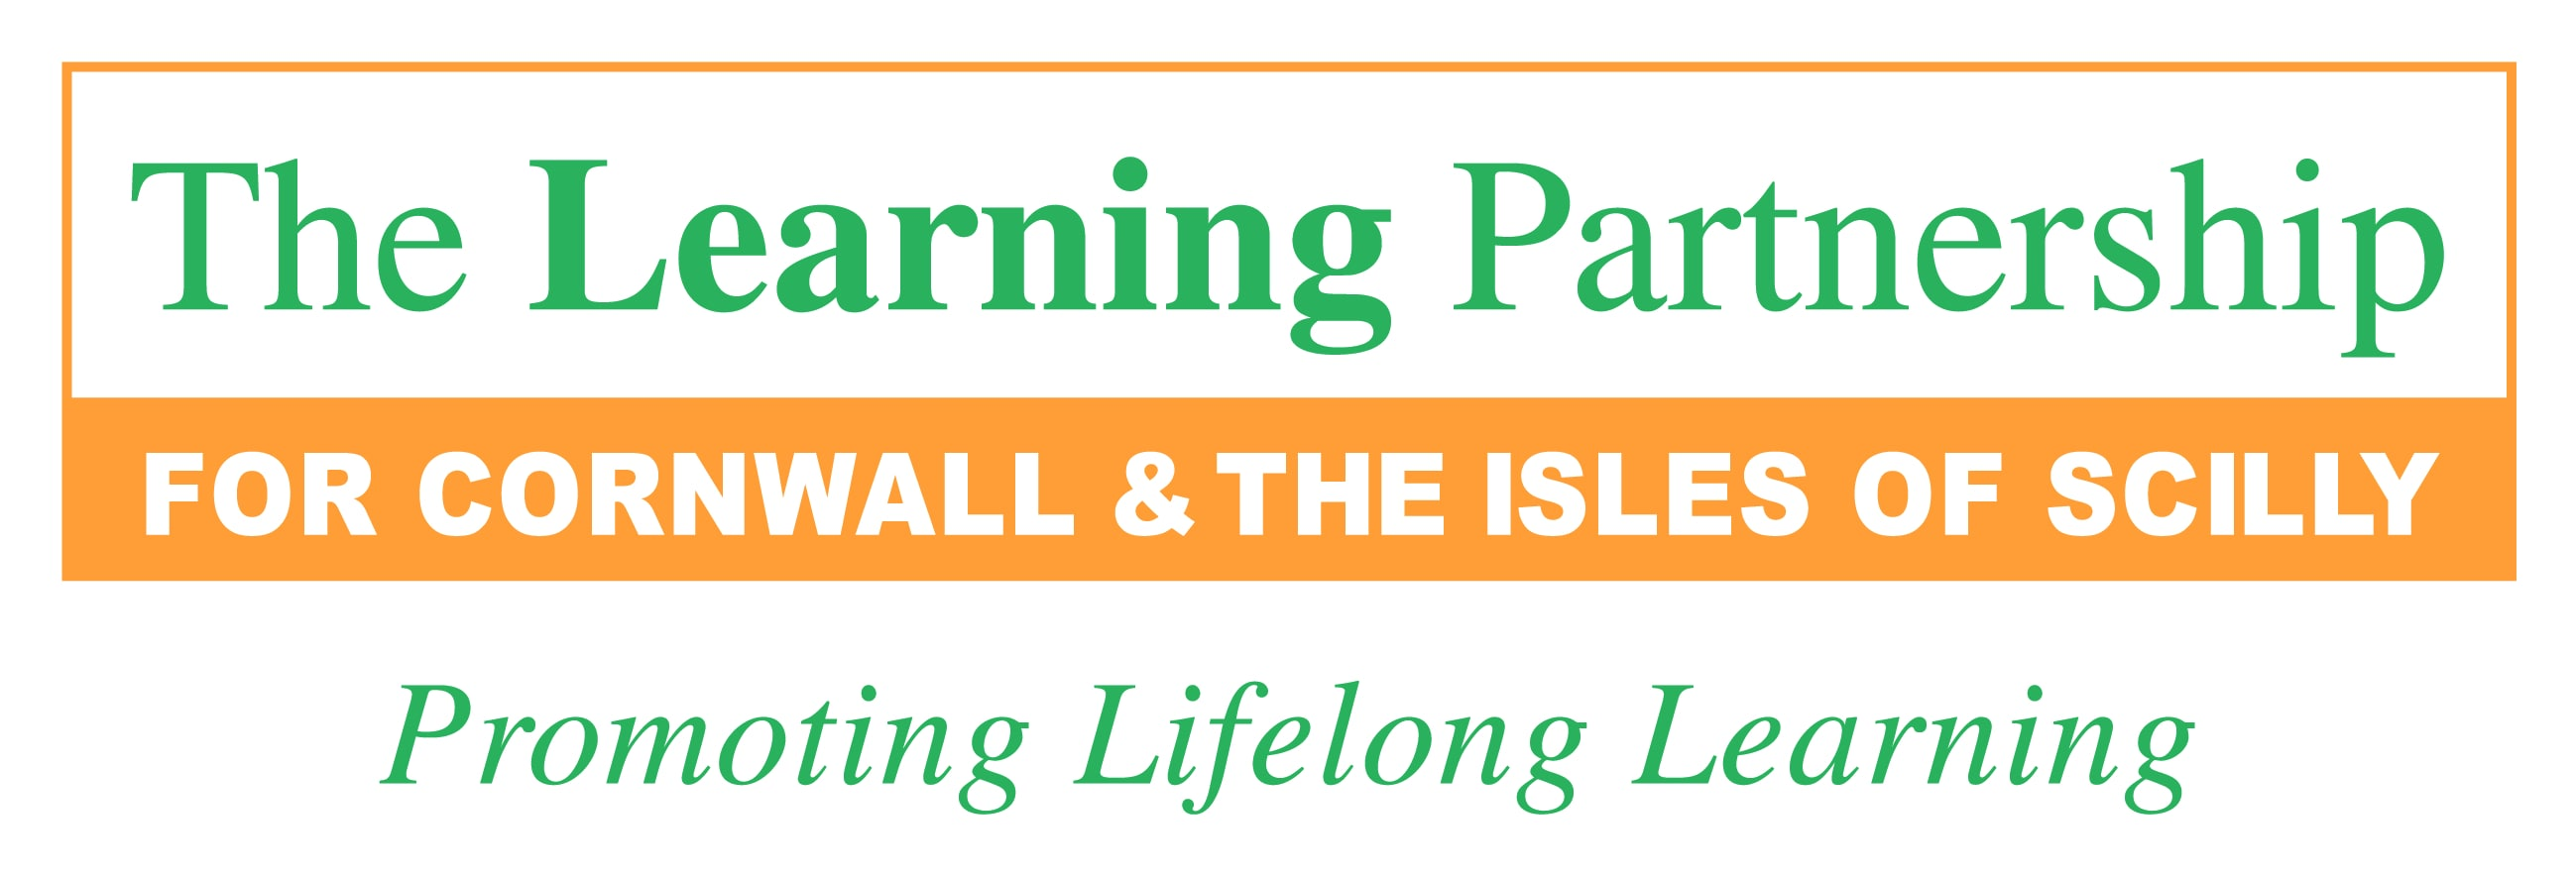 The Learning Partnership
FOR CORNWALL & THE ISLES OF SCILLY
Promoting Lifelong Learning